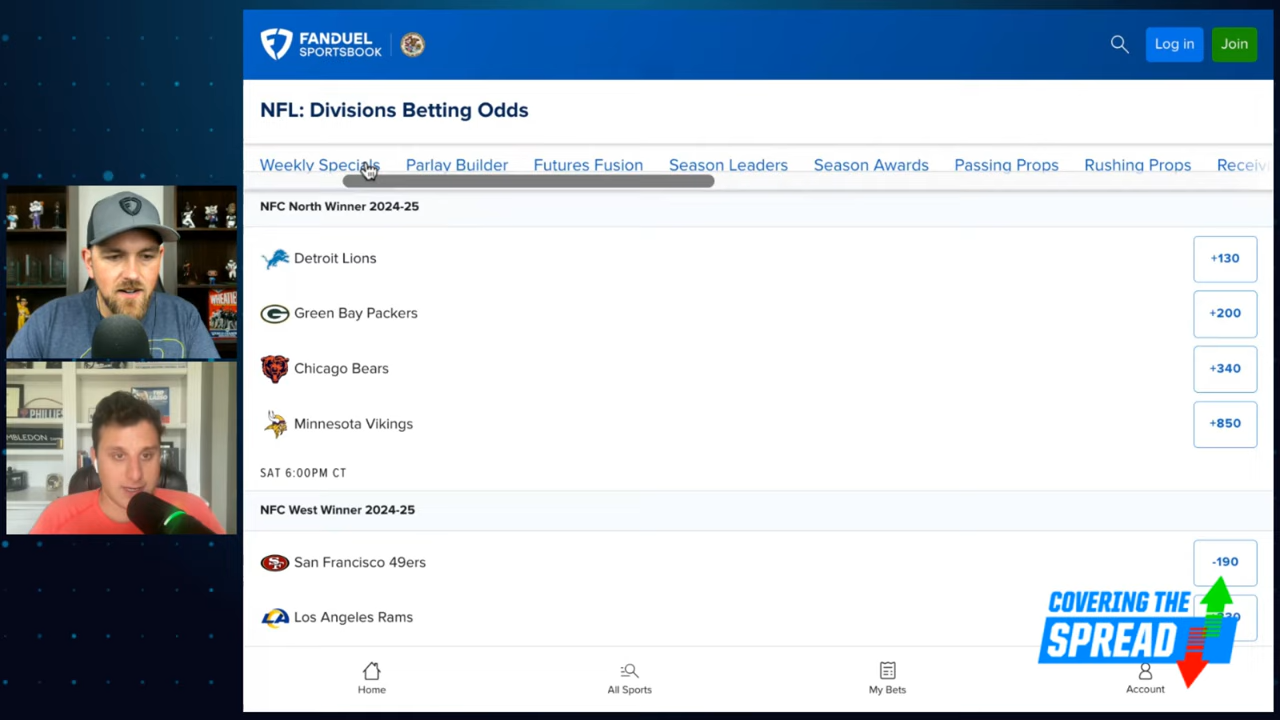 FANDUEL
SPORTSBOOK
Log in
Join
NFL: Divisions Betting Odds
Weekly Specials Parlay Builder Futures Fusion Season Leaders Season Awards Passing Props Rushing Props Receiv
NFC North Winner 2024-25
Detroit Lions +130
Green Bay Packers +200
Chicago Bears +340
Minnesota Vikings +850
SAT 6:00PM CT
NFC West Winner 2024-25
San Francisco 49ers -190
Los Angeles Rams
COVERING THE
SPREAD
Home
All Sports
My Bets
Account
PHILLIES
WHEATIES